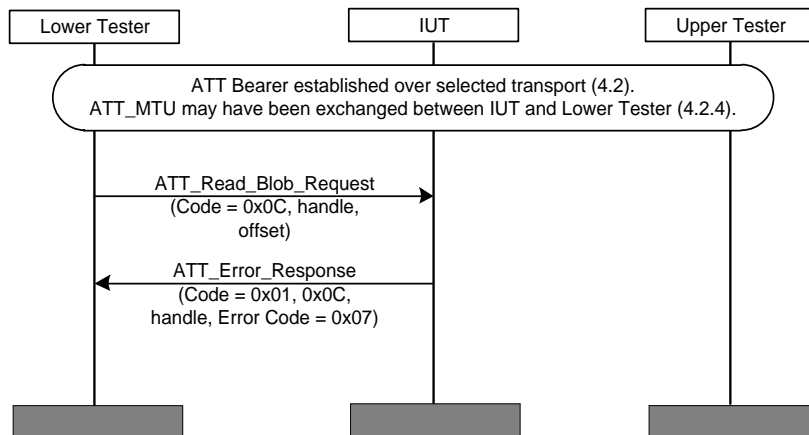 Lower Tester
IUT
Upper Tester
ATT Bearer established over selected transport (4.2).
ATT_MTU may have been exchanged between IUT and Lower Tester (4.2.4).
ATT_Read_Blob_Request
(Code = 0x0C, handle,
offset)
ATT_Error_Response
(Code = 0x01, 0x0C,
handle, Error Code = 0x07)